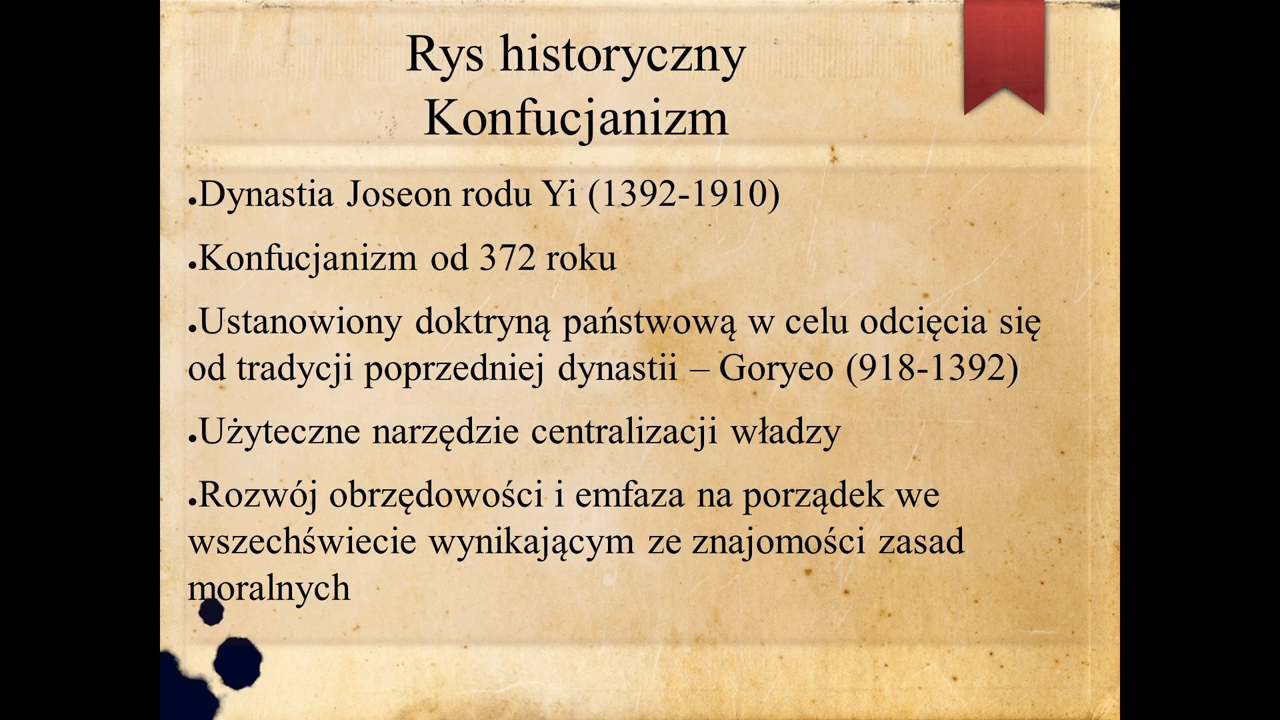 Rys historyczny
Konfucjanizm
●Dynastia Joseon rodu Yi (1392-1910)
●Konfucjanizm od 372 roku
●Ustanowiony doktryną państwową w celu odcięcia się
od tradycji poprzedniej dynastii – Goryeo (918-1392)
●Użyteczne narzędzie centralizacji władzy
●Rozwój obrzędowości i emfaza na porządek we
wszechświecie wynikającym ze znajomości zasad
moralnych